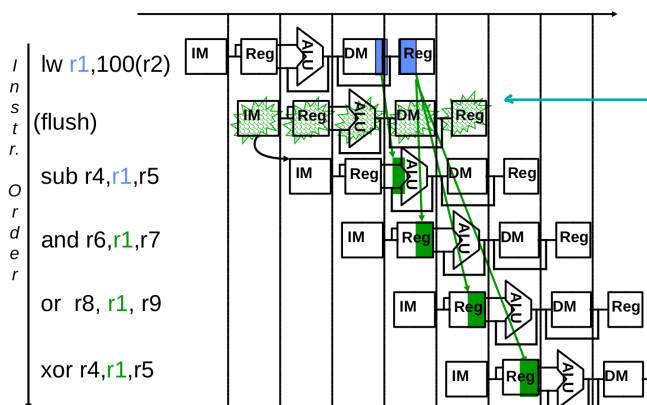 Instr. Order
lw r1,100(r2) IM Reg ALU DM Reg
(flush) IM Reg ALU DM Reg
sub r4,r1,r5 IM Reg ALU DM Reg
and r6,r1,r7 IM Reg ALU DM Reg
or r8, r1, r9 IM Reg ALU DM Reg
xor r4,r1,r5 IM Reg ALU DM